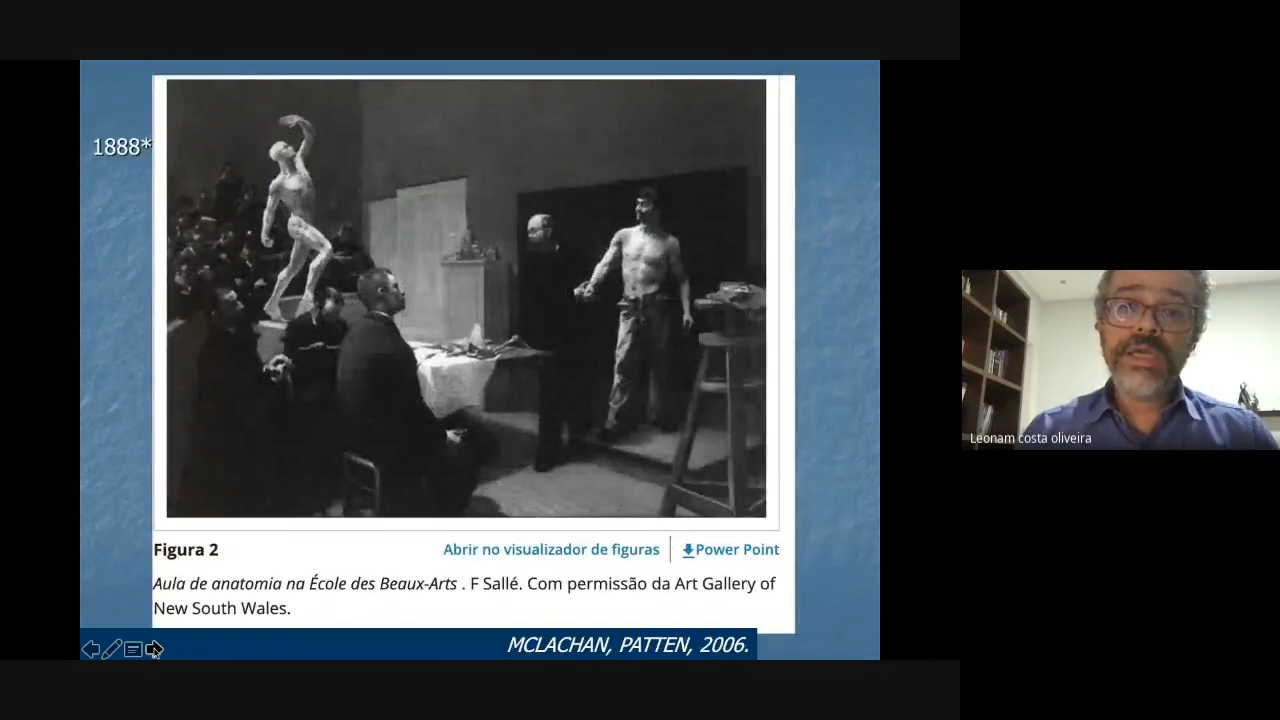 1888*
Figura 2
Abrir no visualizador de figuras
Power Point
Aula de anatomia na École des Beaux-Arts . F Sallé. Com permissão da Art Gallery of
New South Wales.
MCLACHAN, PATTEN, 2006.
Leonam costa oliveira